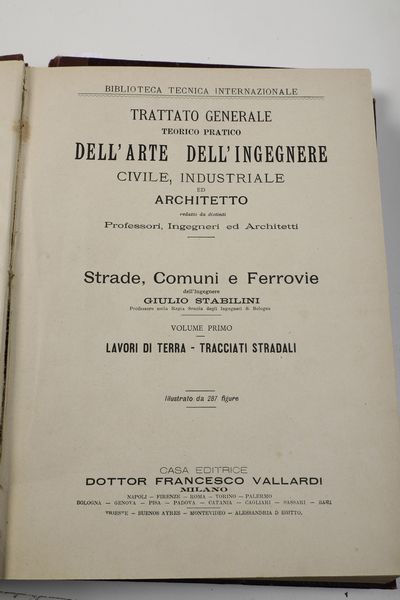 BIBLIOTECA TECNICA INTERNAZIONALE
TRATTATO GENERALE
TEORICO PRATICO
DELL'ARTE DELL'INGEGNERE
CIVILE, INDUSTRIALE
ED
ARCHITETTO
redatto da distinti
Professori, Ingegneri ed Architetti
Strade, Comuni e Ferrovie
dell'Ingegnere
GIULIO STABILINI
Professore nella Regia Scuola degli Ingegneri di Bologna
VOLUME PRIMO
LAVORI DI TERRA - TRACCIATI STRADALI
Illustrato da 287 figure
CASA EDITRICE
DOTTOR FRANCESCO VALLARDI
MILANO
NAPOLI - FIRENZE - ROMA - TORINO - PALERMO
BOLOGNA - GENOVA - PISA - PADOVA - CATANIA - CAGLIARI - SASSARI - BARI
TRIESTE - BUENOS AYRES - MONTEVIDEO - ALESSANDRIA D EGITTO.